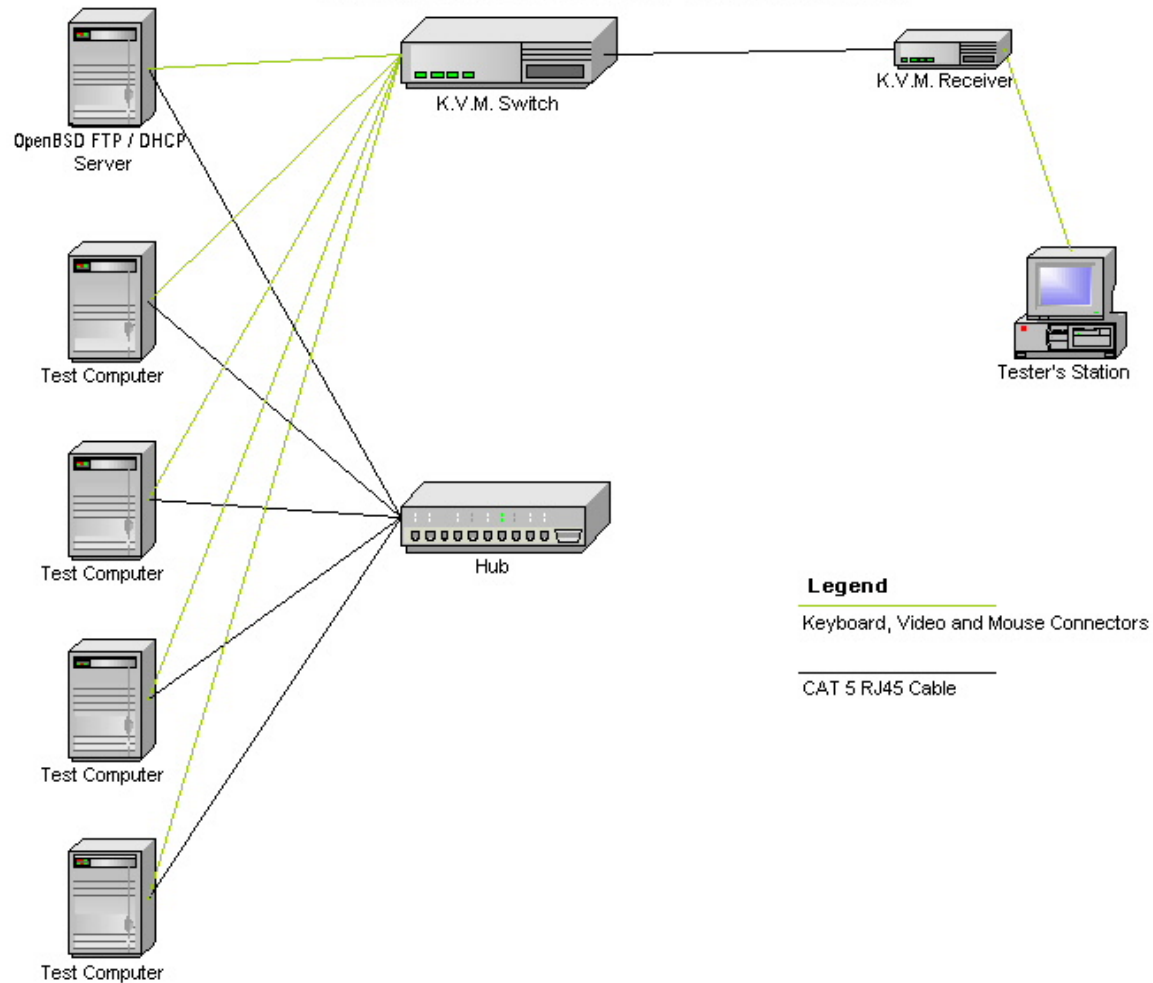 K.V.M. Switch
K.V.M. Receiver
OpenBSD FTP / DHCP
Server
Test Computer
Tester's Station
Test Computer
Hub
Legend
Keyboard, Video and Mouse Connectors
CAT 5 RJ45 Cable
Test Computer
Test Computer